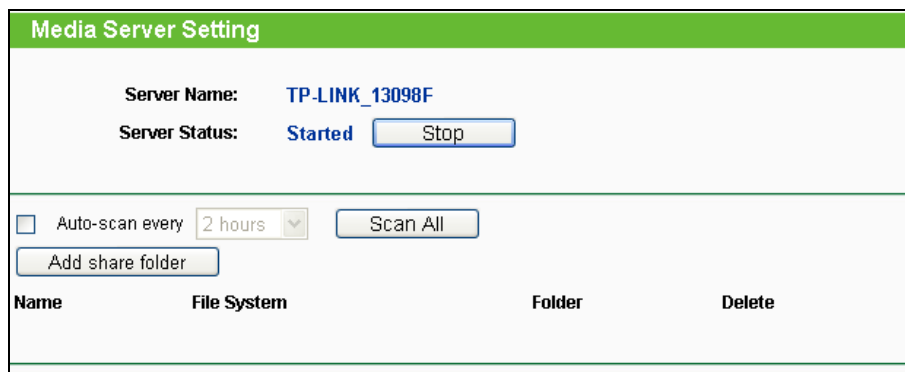 Media Server Setting
Server Name: TP-LINK_13098F
Server Status: Started Stop
Auto-scan every 2 hours Scan All
Add share folder
Name File System Folder Delete